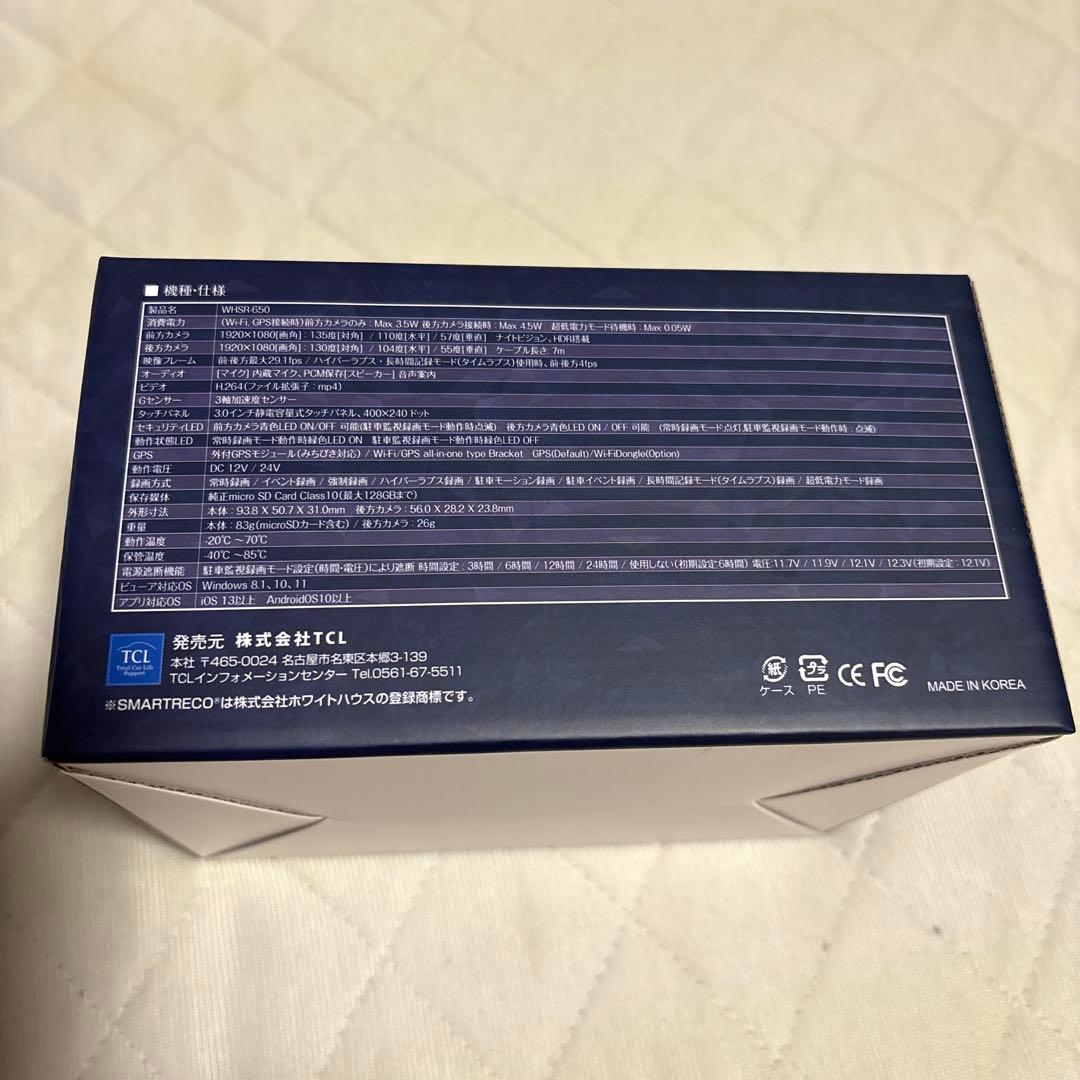 ■ 機種・仕様
製品名 WHSR-650
消費電力 (Wi-Fi, GPS接続時)前方カメラのみ : Max 3.5W 後方カメラ接続時 : Max 4.5W 超低電力モード待機時 : Max 0.05W
前方カメラ 1920×1080[画角] : 135度[対角] / 110度[水平] / 57度[垂直] ナイトビジョン、HDR搭載
後方カメラ 1920×1080[画角] : 130度[対角] / 104度[水平] / 55度[垂直] ケーブル長さ: 7m
映像フレーム 前・後方最大29.1fps / ハイパーラプス・長時間記録モード(タイムラプス)使用時、前・後方4fps
オーディオ [マイク] 内蔵マイク、PCM保存[スピーカー] 音声案内
ビデオ H.264(ファイル拡張子 : mp4)
Gセンサー 3軸加速度センサー
タッチパネル 3.0インチ静電容量式タッチパネル、400×240ドット
セキュリティLED 前方カメラ青色LED ON/OFF 可能(駐車監視録画モード動作時点滅) 後方カメラ青色LED ON / OFF 可能 (常時録画モード点灯,駐車監視録画モード動作時 : 点滅)
動作状態LED 常時録画モード動作時緑色LED ON 駐車監視録画モード動作時緑色LED OFF
GPS 外付GPSモジュール(みちびき対応) / Wi-Fi/GPS all-in-one type Bracket GPS(Default)/Wi-FiDongle(Option)
動作電圧 DC 12V / 24V
録画方式 常時録画 / イベント録画 / 強制録画 / ハイパーラプス録画 / 駐車モーション録画 / 駐車イベント録画 / 長時間記録モード(タイムラプス)録画 / 超低電力モード録画
保存媒体 純正micro SD Card Class10(最大128GBまで)
外形寸法 本体 : 93.8 X 50.7 X 31.0mm 後方カメラ : 56.0 X 28.2 X 23.8mm
重量 本体 : 83g(microSDカード含む) / 後方カメラ : 26g
動作温度 -20℃ ～70℃
保管温度 -40℃ ～85℃
電源遮断機能 駐車監視録画モード設定(時間・電圧)により遮断 時間設定 : 3時間 / 6時間 / 12時間 / 24時間 / 使用しない(初期設定:6時間) 電圧:11.7V / 11.9V / 12.1V / 12.3V(初期設定 : 12.1V)
ビューア対応OS Windows 8.1、10、11
アプリ対応OS iOS 13以上 AndroidOS10以上
TCL
Total Car Life
Support
発売元 株式会社TCL
本社 〒465-0024 名古屋市名東区本郷3-139
TCLインフォメーションセンター Tel.0561-67-5511
※SMARTRECO®は株式会社ホワイトハウスの登録商標です。
紙
ケース
プラ
PE
CE FC
MADE IN KOREA